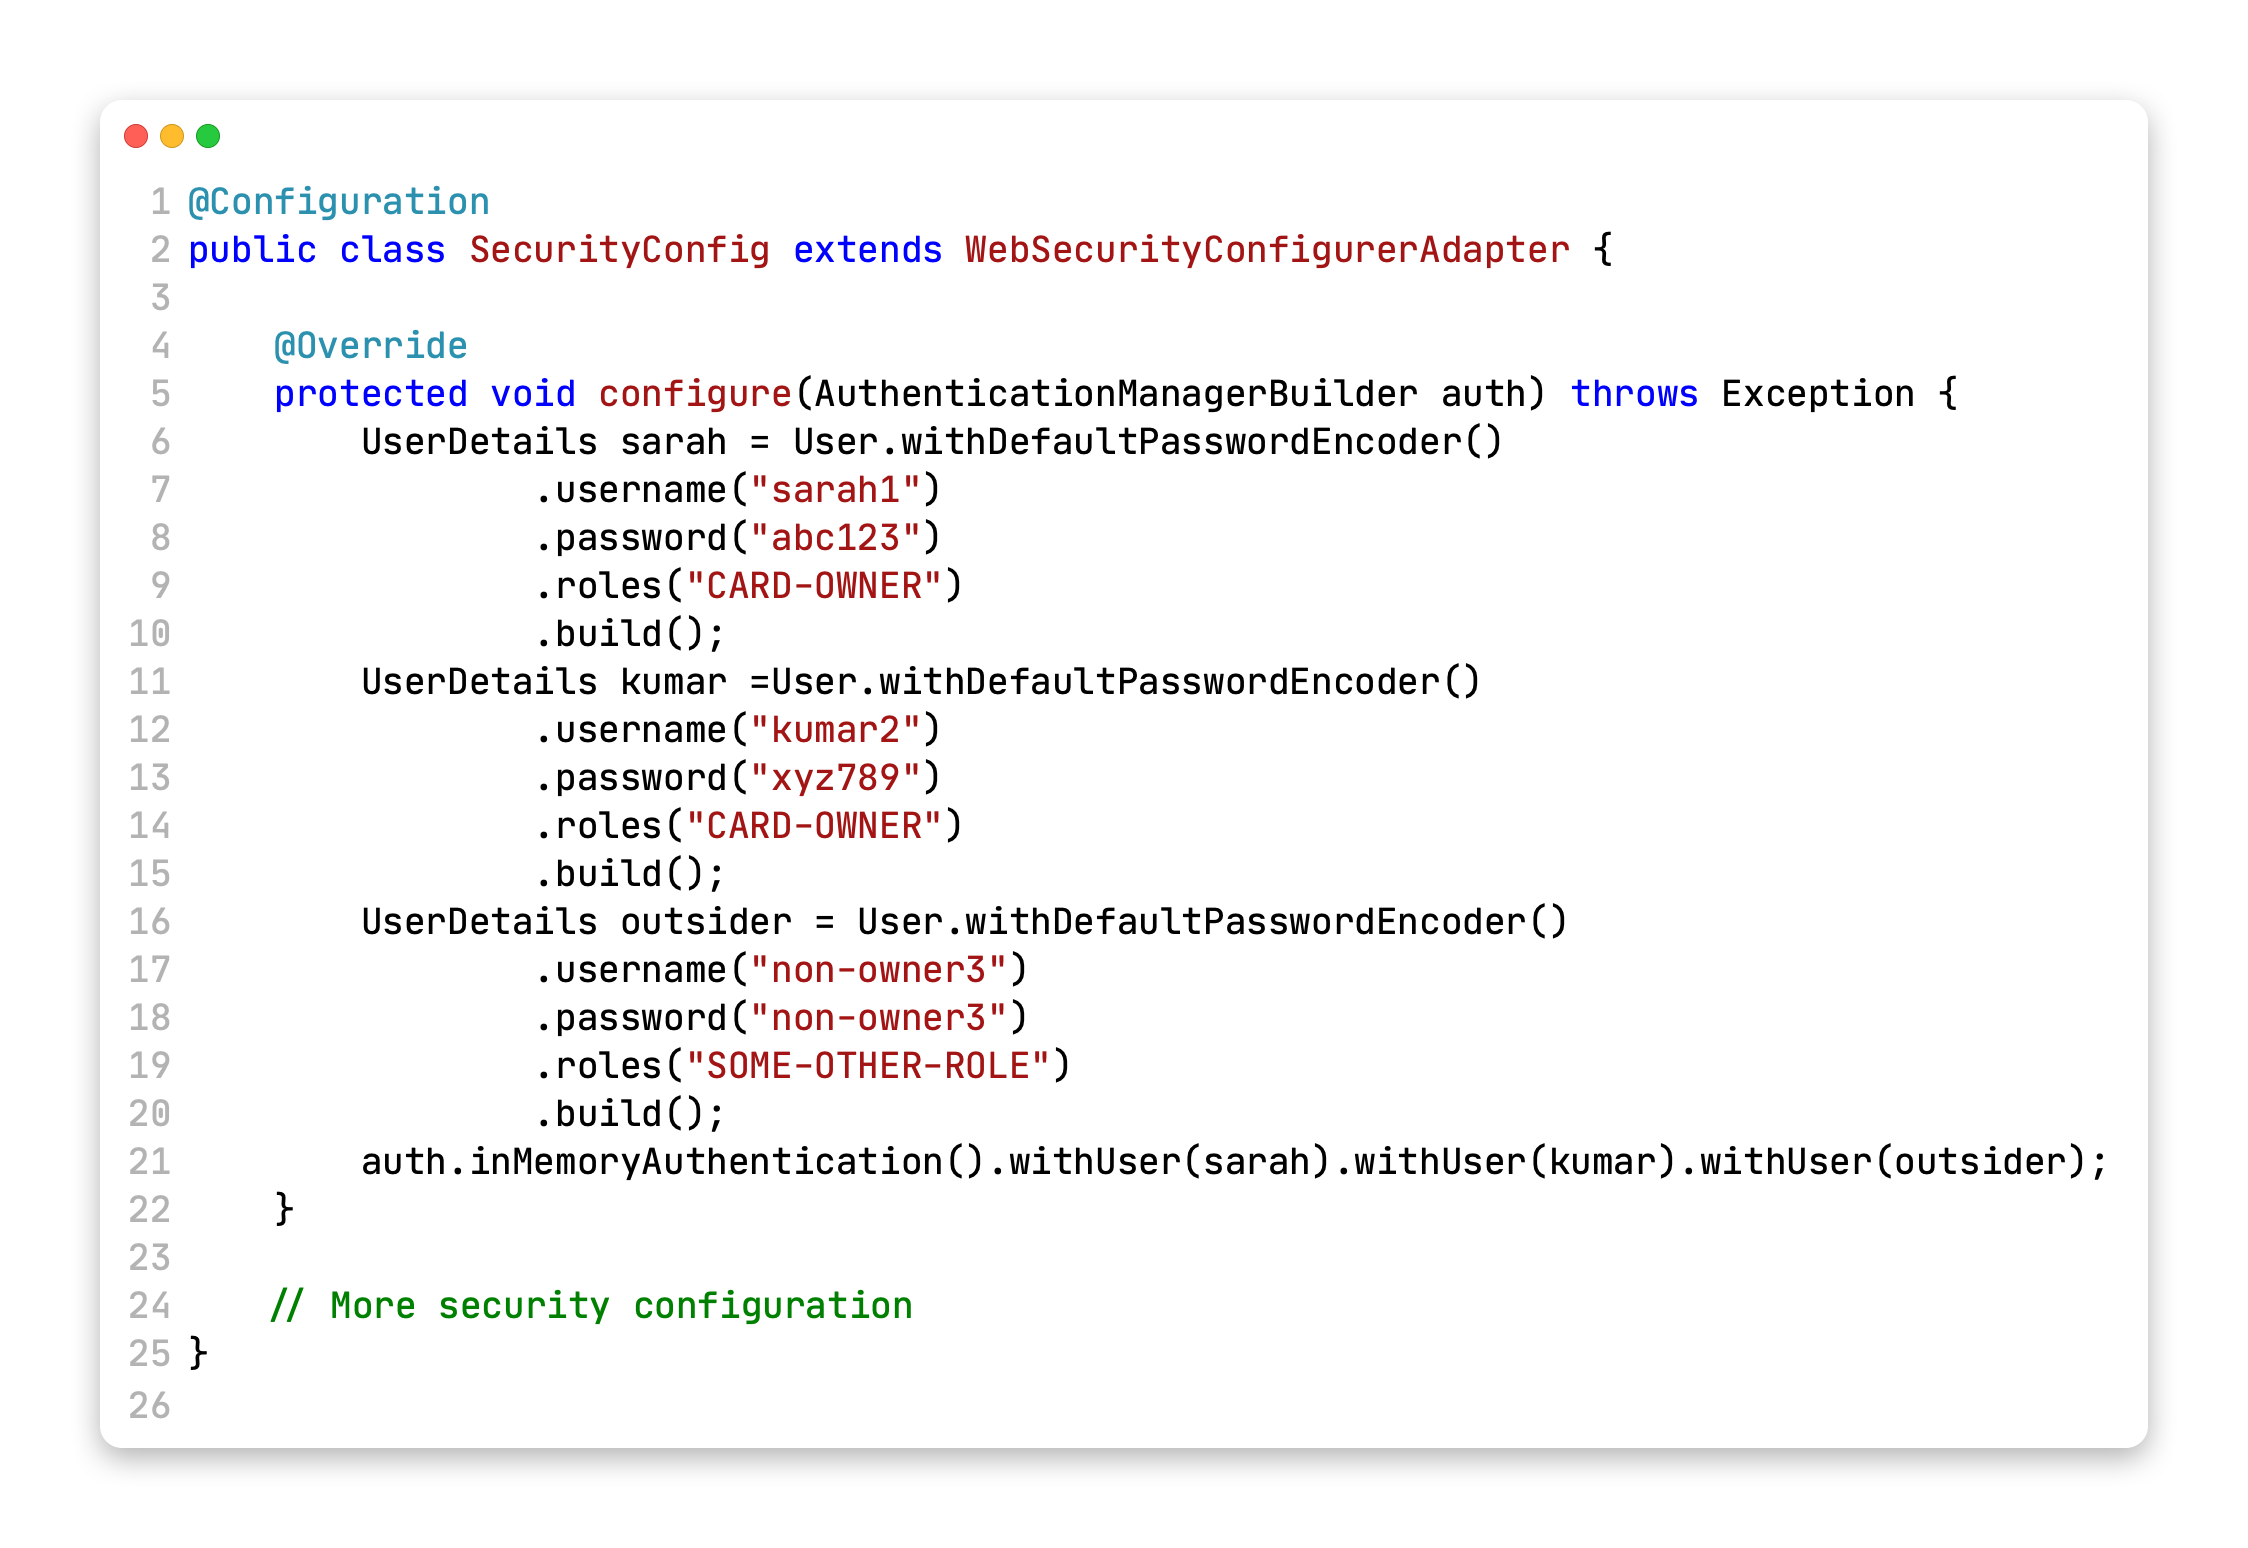 1 @Configuration
2 public class SecurityConfig extends WebSecurityConfigurerAdapter {
3
4     @Override
5     protected void configure(AuthenticationManagerBuilder auth) throws Exception {
6         UserDetails sarah = User.withDefaultPasswordEncoder()
7                 .username("sarah1")
8                 .password("abc123")
9                 .roles("CARD-OWNER")
10                 .build();
11         UserDetails kumar =User.withDefaultPasswordEncoder()
12                 .username("kumar2")
13                 .password("xyz789")
14                 .roles("CARD-OWNER")
15                 .build();
16         UserDetails outsider = User.withDefaultPasswordEncoder()
17                 .username("non-owner3")
18                 .password("non-owner3")
19                 .roles("SOME-OTHER-ROLE")
20                 .build();
21         auth.inMemoryAuthentication().withUser(sarah).withUser(kumar).withUser(outsider);
22     }
23
24     // More security configuration
25 }
26